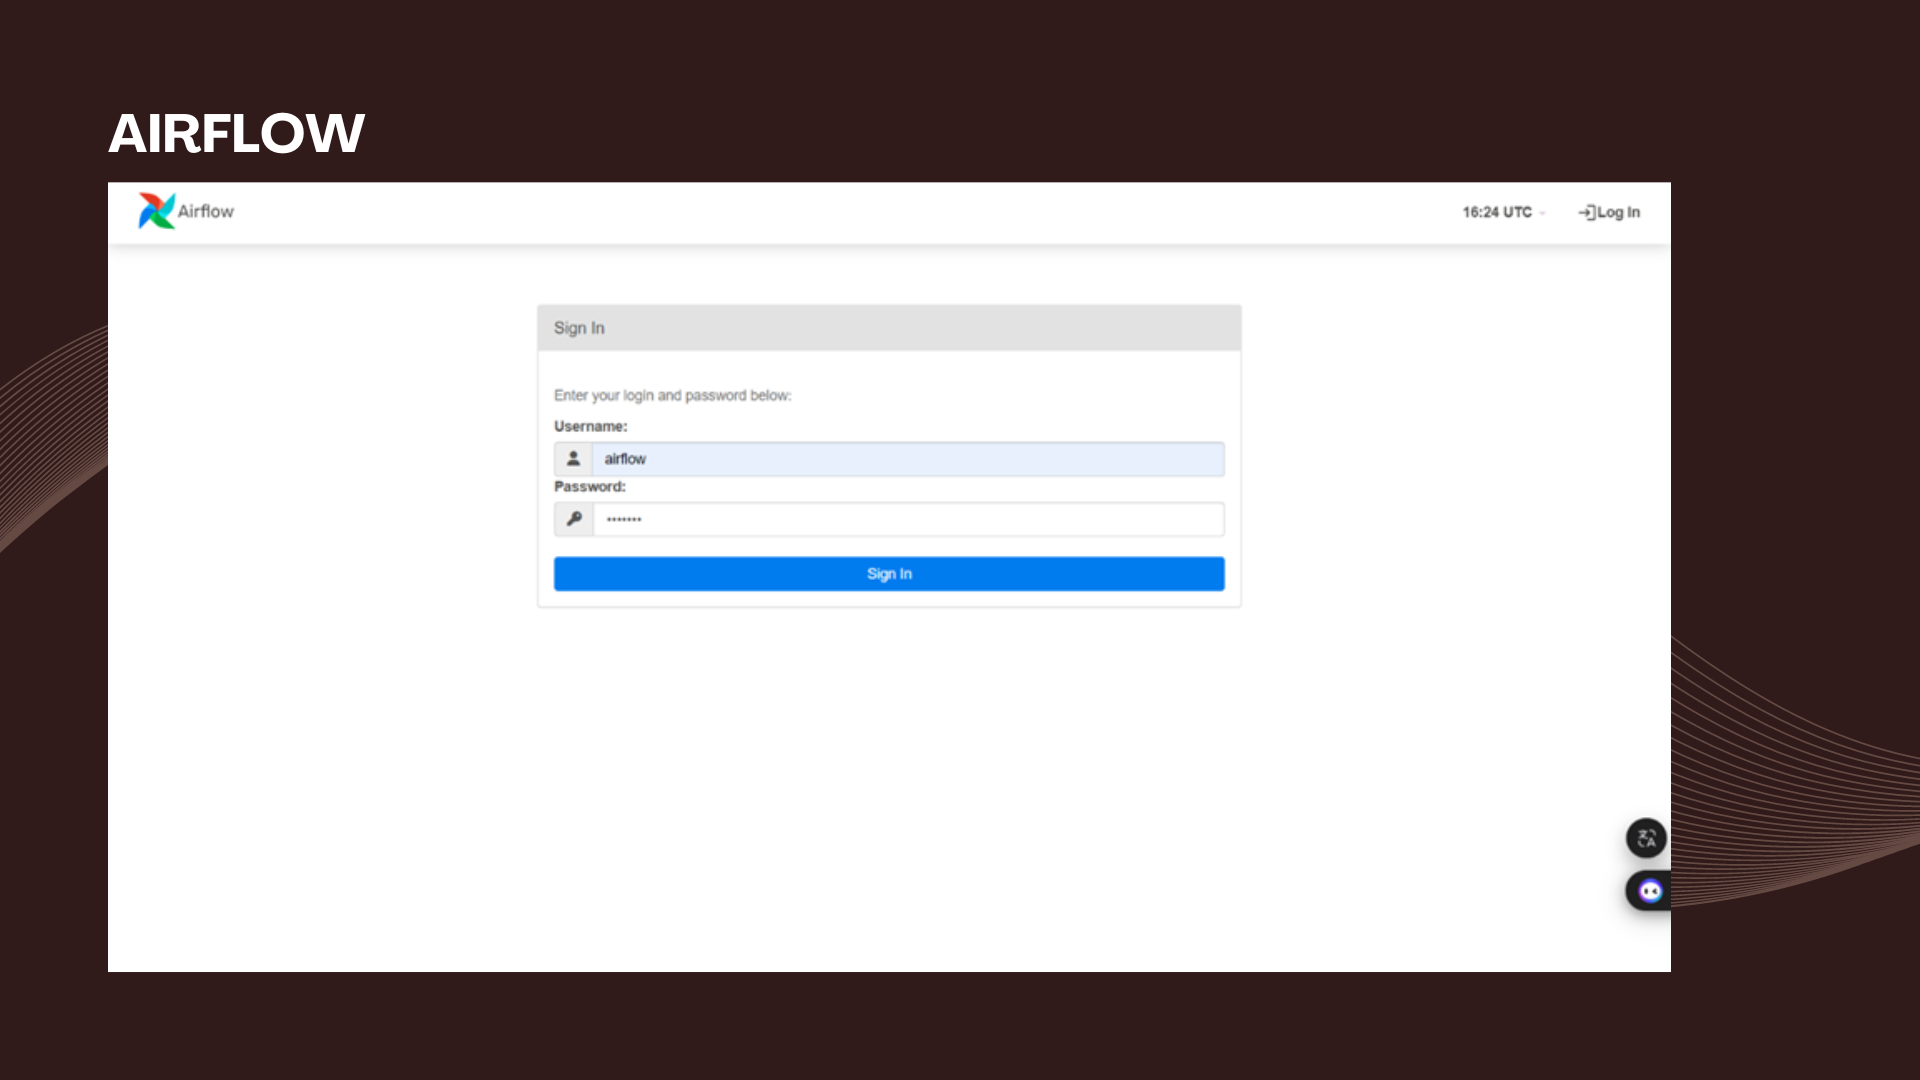 AIRFLOW
Airflow
16:24 UTC
Log In
Sign In
Enter your login and password below:
Username:
airflow
Password:
•••••••
Sign In